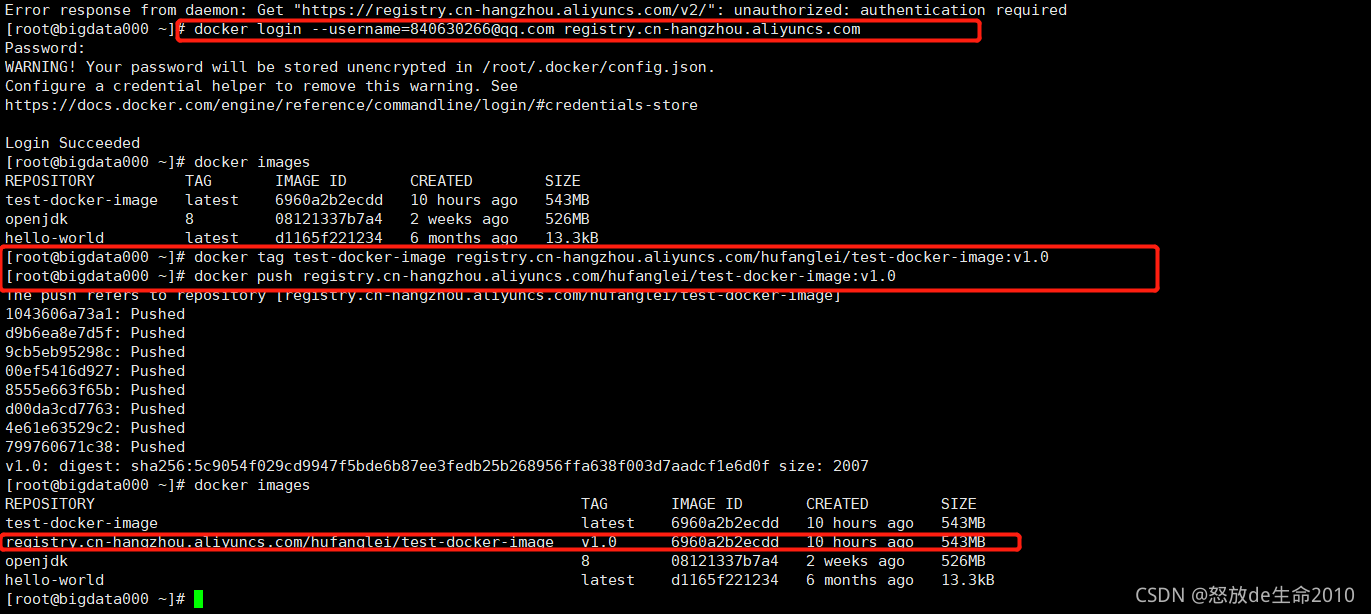 Error response from daemon: Get "https://registry.cn-hangzhou.aliyuncs.com/v2/": unauthorized: authentication required
[root@bigdata000 ~]# docker login --username=840630266@qq.com registry.cn-hangzhou.aliyuncs.com
Password:
WARNING! Your password will be stored unencrypted in /root/.docker/config.json.
Configure a credential helper to remove this warning. See
https://docs.docker.com/engine/reference/commandline/login/#credentials-store
Login Succeeded
[root@bigdata000 ~]# docker images
REPOSITORY          TAG       IMAGE ID       CREATED        SIZE
test-docker-image   latest    6960a2b2ecdd   10 hours ago   543MB
openjdk             8         08121337b7a4   2 weeks ago    526MB
hello-world         latest    d1165f221234   6 months ago   13.3kB
[root@bigdata000 ~]# docker tag test-docker-image registry.cn-hangzhou.aliyuncs.com/hufanglei/test-docker-image:v1.0
[root@bigdata000 ~]# docker push registry.cn-hangzhou.aliyuncs.com/hufanglei/test-docker-image:v1.0
The push refers to repository [registry.cn-hangzhou.aliyuncs.com/hufanglei/test-docker-image]
1043606a73a1: Pushed
d9b6ea8e7d5f: Pushed
9cb5eb95298c: Pushed
00ef5416d927: Pushed
8555e663f65b: Pushed
d00da3cd7763: Pushed
4e61e63529c2: Pushed
799760671c38: Pushed
v1.0: digest: sha256:5c9054f029cd9947f5bde6b87ee3fedb25b268956ffa638f003d7aadcf1e6d0f size: 2007
[root@bigdata000 ~]# docker images
REPOSITORY                                                      TAG       IMAGE ID       CREATED        SIZE
test-docker-image                                               latest    6960a2b2ecdd   10 hours ago   543MB
registry.cn-hangzhou.aliyuncs.com/hufanglei/test-docker-image   v1.0      6960a2b2ecdd   10 hours ago   543MB
openjdk                                                         8         08121337b7a4   2 weeks ago    526MB
hello-world                                                     latest    d1165f221234   6 months ago   13.3kB
[root@bigdata000 ~]#
CSDN @怒放de生命2010